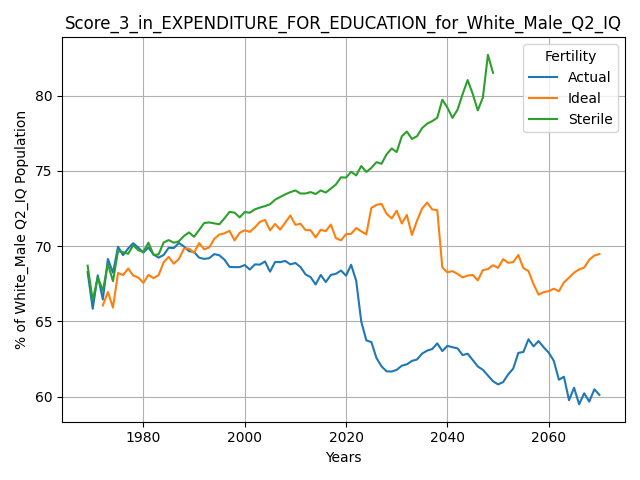 Score_3_in_EXPENDITURE_FOR_EDUCATION_for_White_Male_Q2_IQ
Fertility
Actual
Ideal
Sterile
% of White_Male Q2_IQ Population
80
75
70
65
60
1980
2000
2020
2040
2060
Years